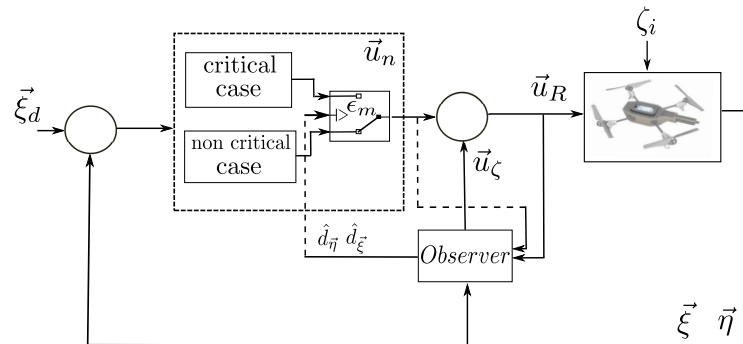 ζ_i
u⃗_n
critical
case
ξ⃗_d
ϵ_m
u⃗_R
non critical
case
u⃗_ζ
d̂_η⃗ d̂_ξ⃗
Observer
ξ⃗ η⃗